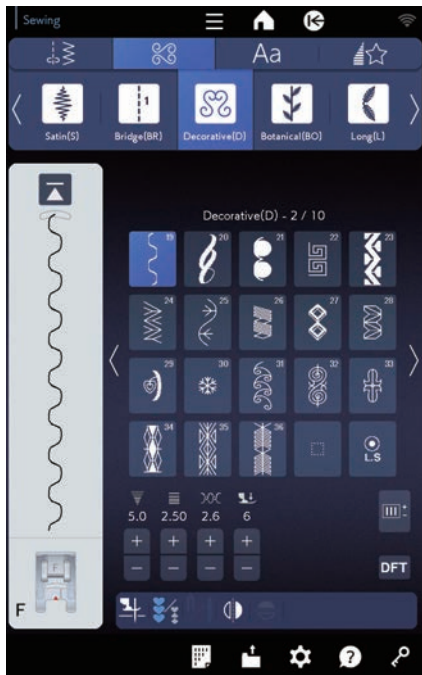 Sewing
Aa
1
Satin(S) Bridge(BR) Decorative(D) Botanical(BO) Long(L)
Decorative(D) - 2 / 10
19 20 21 22 23
24 25 26 27 28
29 30 31 32 33
34 35 36
L.S
5.0 2.50 2.6 6
+ + +
− − −
DFT
F
?